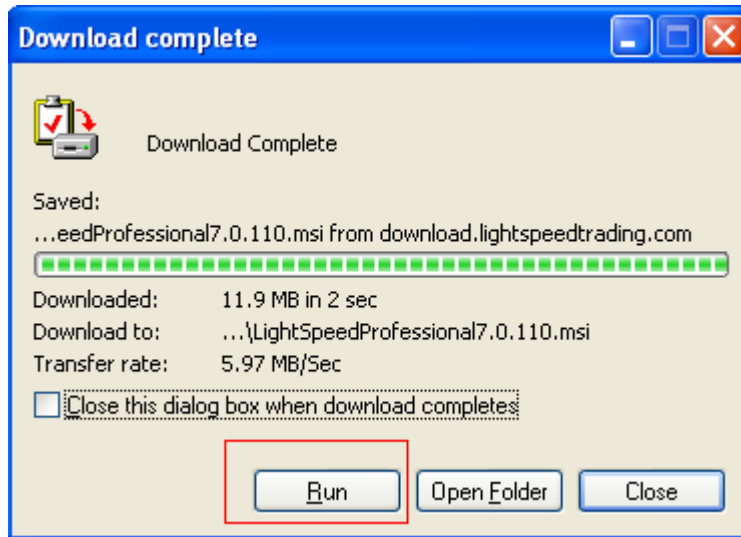 Download complete
Download Complete
Saved:
...eedProfessional7.0.110.msi from download.lightspeedtrading.com
Downloaded: 11.9 MB in 2 sec
Download to: ...\LightSpeedProfessional7.0.110.msi
Transfer rate: 5.97 MB/Sec
Close this dialog box when download completes
Run Open Folder Close